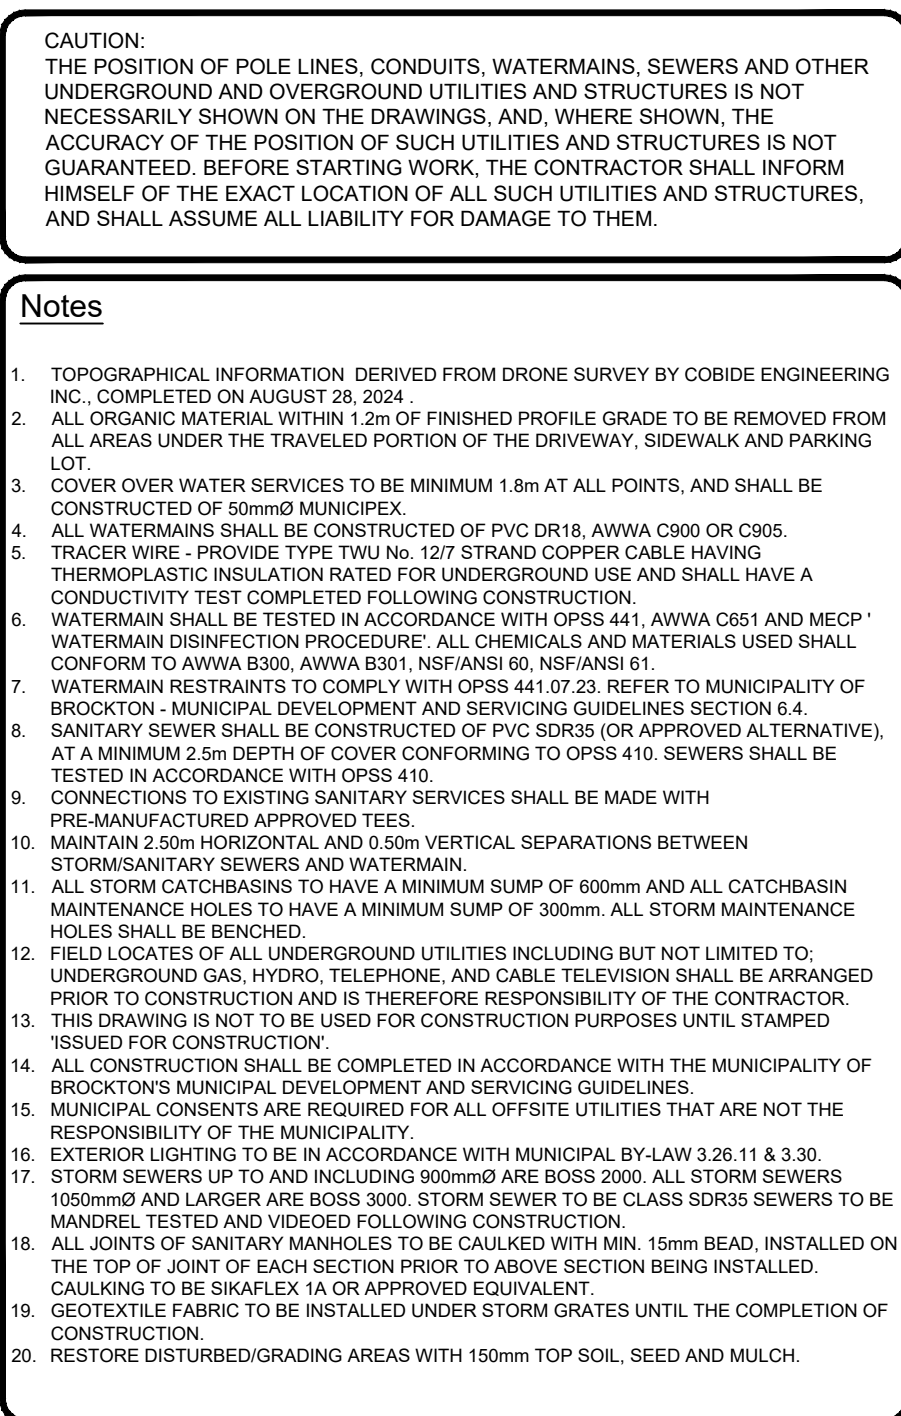 CAUTION:
THE POSITION OF POLE LINES, CONDUITS, WATERMAINS, SEWERS AND OTHER
UNDERGROUND AND OVERGROUND UTILITIES AND STRUCTURES IS NOT
NECESSARILY SHOWN ON THE DRAWINGS, AND, WHERE SHOWN, THE
ACCURACY OF THE POSITION OF SUCH UTILITIES AND STRUCTURES IS NOT
GUARANTEED. BEFORE STARTING WORK, THE CONTRACTOR SHALL INFORM
HIMSELF OF THE EXACT LOCATION OF ALL SUCH UTILITIES AND STRUCTURES,
AND SHALL ASSUME ALL LIABILITY FOR DAMAGE TO THEM.
Notes
1. TOPOGRAPHICAL INFORMATION DERIVED FROM DRONE SURVEY BY COBIDE ENGINEERING
INC., COMPLETED ON AUGUST 28, 2024 .
2. ALL ORGANIC MATERIAL WITHIN 1.2m OF FINISHED PROFILE GRADE TO BE REMOVED FROM
ALL AREAS UNDER THE TRAVELED PORTION OF THE DRIVEWAY, SIDEWALK AND PARKING
LOT.
3. COVER OVER WATER SERVICES TO BE MINIMUM 1.8m AT ALL POINTS, AND SHALL BE
CONSTRUCTED OF 50mmØ MUNICIPEX.
4. ALL WATERMAINS SHALL BE CONSTRUCTED OF PVC DR18, AWWA C900 OR C905.
5. TRACER WIRE - PROVIDE TYPE TWU No. 12/7 STRAND COPPER CABLE HAVING
THERMOPLASTIC INSULATION RATED FOR UNDERGROUND USE AND SHALL HAVE A
CONDUCTIVITY TEST COMPLETED FOLLOWING CONSTRUCTION.
6. WATERMAIN SHALL BE TESTED IN ACCORDANCE WITH OPSS 441, AWWA C651 AND MECP '
WATERMAIN DISINFECTION PROCEDURE'. ALL CHEMICALS AND MATERIALS USED SHALL
CONFORM TO AWWA B300, AWWA B301, NSF/ANSI 60, NSF/ANSI 61.
7. WATERMAIN RESTRAINTS TO COMPLY WITH OPSS 441.07.23. REFER TO MUNICIPALITY OF
BROCKTON - MUNICIPAL DEVELOPMENT AND SERVICING GUIDELINES SECTION 6.4.
8. SANITARY SEWER SHALL BE CONSTRUCTED OF PVC SDR35 (OR APPROVED ALTERNATIVE),
AT A MINIMUM 2.5m DEPTH OF COVER CONFORMING TO OPSS 410. SEWERS SHALL BE
TESTED IN ACCORDANCE WITH OPSS 410.
9. CONNECTIONS TO EXISTING SANITARY SERVICES SHALL BE MADE WITH
PRE-MANUFACTURED APPROVED TEES.
10. MAINTAIN 2.50m HORIZONTAL AND 0.50m VERTICAL SEPARATIONS BETWEEN
STORM/SANITARY SEWERS AND WATERMAIN.
11. ALL STORM CATCHBASINS TO HAVE A MINIMUM SUMP OF 600mm AND ALL CATCHBASIN
MAINTENANCE HOLES TO HAVE A MINIMUM SUMP OF 300mm. ALL STORM MAINTENANCE
HOLES SHALL BE BENCHED.
12. FIELD LOCATES OF ALL UNDERGROUND UTILITIES INCLUDING BUT NOT LIMITED TO;
UNDERGROUND GAS, HYDRO, TELEPHONE, AND CABLE TELEVISION SHALL BE ARRANGED
PRIOR TO CONSTRUCTION AND IS THEREFORE RESPONSIBILITY OF THE CONTRACTOR.
13. THIS DRAWING IS NOT TO BE USED FOR CONSTRUCTION PURPOSES UNTIL STAMPED
'ISSUED FOR CONSTRUCTION'.
14. ALL CONSTRUCTION SHALL BE COMPLETED IN ACCORDANCE WITH THE MUNICIPALITY OF
BROCKTON'S MUNICIPAL DEVELOPMENT AND SERVICING GUIDELINES.
15. MUNICIPAL CONSENTS ARE REQUIRED FOR ALL OFFSITE UTILITIES THAT ARE NOT THE
RESPONSIBILITY OF THE MUNICIPALITY.
16. EXTERIOR LIGHTING TO BE IN ACCORDANCE WITH MUNICIPAL BY-LAW 3.26.11 & 3.30.
17. STORM SEWERS UP TO AND INCLUDING 900mmØ ARE BOSS 2000. ALL STORM SEWERS
1050mmØ AND LARGER ARE BOSS 3000. STORM SEWER TO BE CLASS SDR35 SEWERS TO BE
MANDREL TESTED AND VIDEOED FOLLOWING CONSTRUCTION.
18. ALL JOINTS OF SANITARY MANHOLES TO BE CAULKED WITH MIN. 15mm BEAD, INSTALLED ON
THE TOP OF JOINT OF EACH SECTION PRIOR TO ABOVE SECTION BEING INSTALLED.
CAULKING TO BE SIKAFLEX 1A OR APPROVED EQUIVALENT.
19. GEOTEXTILE FABRIC TO BE INSTALLED UNDER STORM GRATES UNTIL THE COMPLETION OF
CONSTRUCTION.
20. RESTORE DISTURBED/GRADING AREAS WITH 150mm TOP SOIL, SEED AND MULCH.